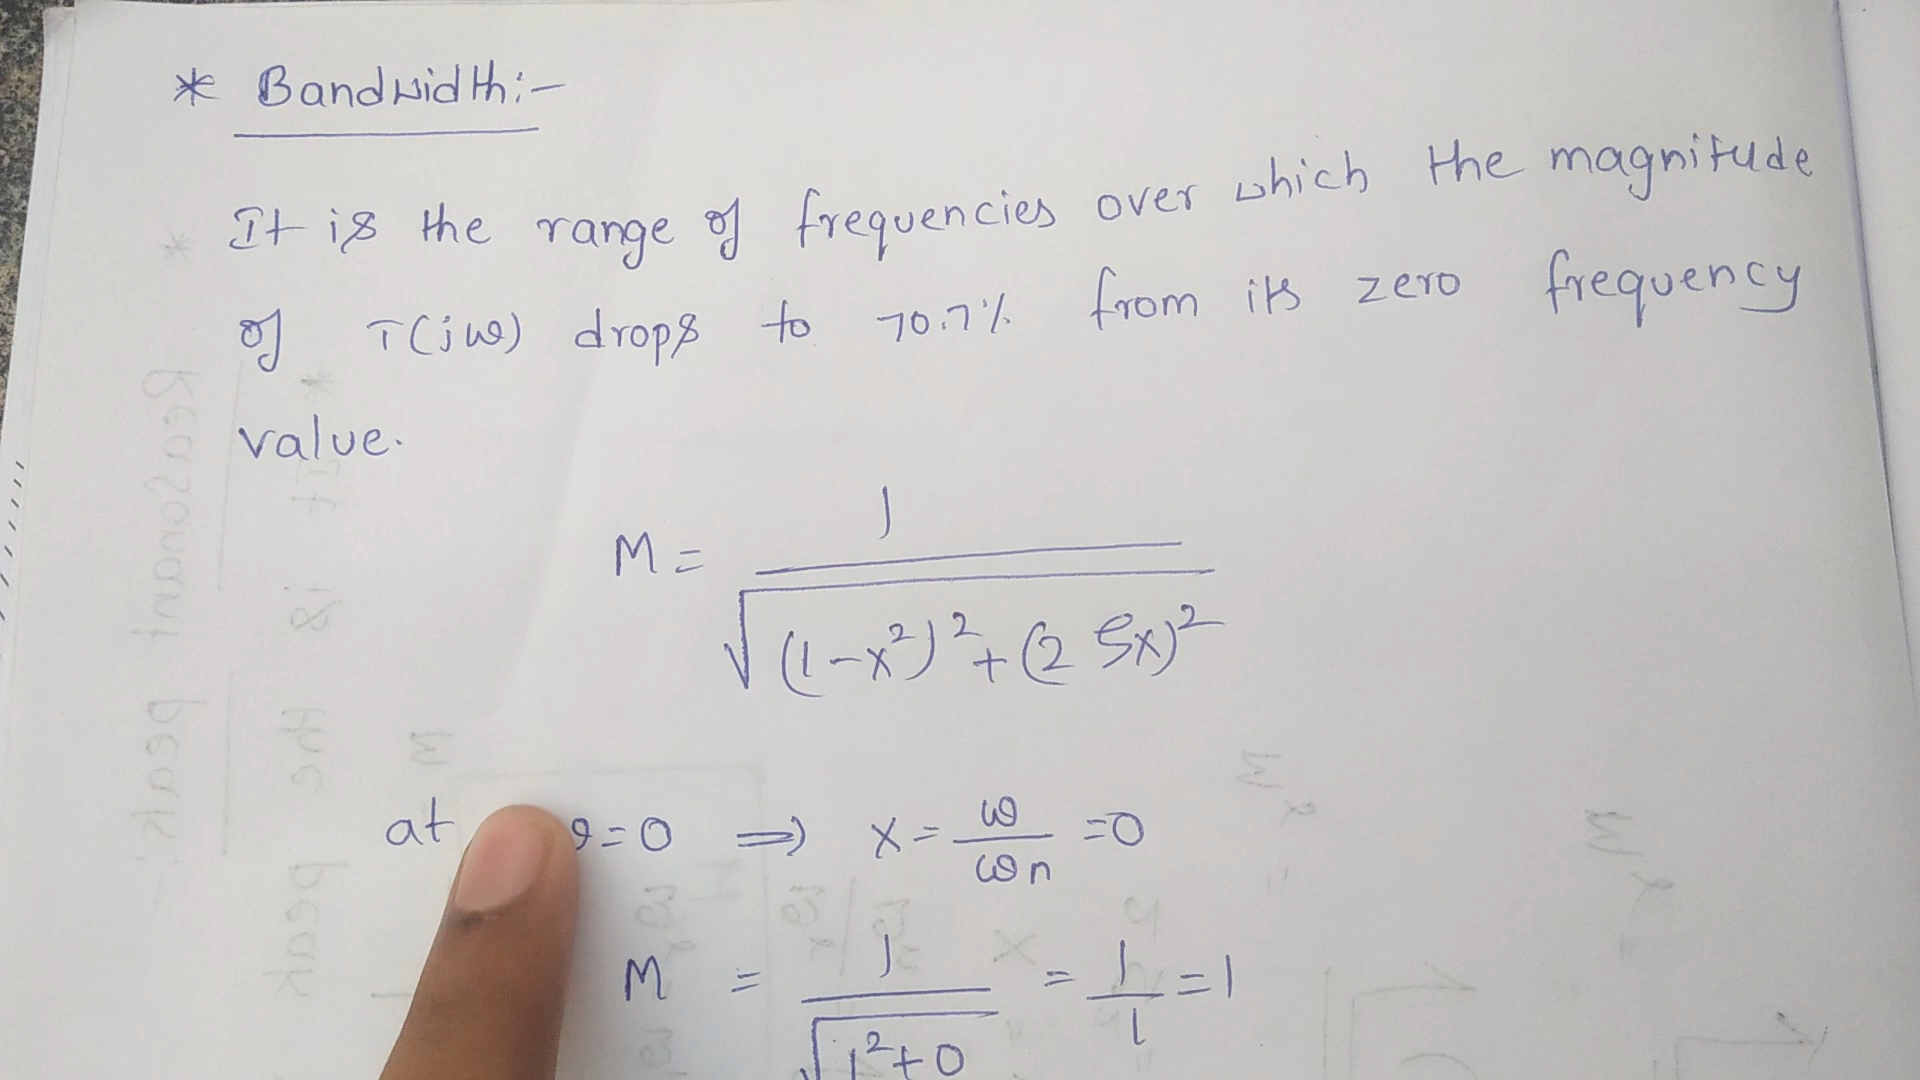 * Bandwidth:-
It is the range of frequencies over which the magnitude
of T(jω) drops to 70.7% from its zero frequency
value.
M = 1 / √((1-x²)² + (2ξx)²)
at ω=0 ⇒ x = ω/ωn =0
M = 1/√(1²+0) = 1/1 = 1